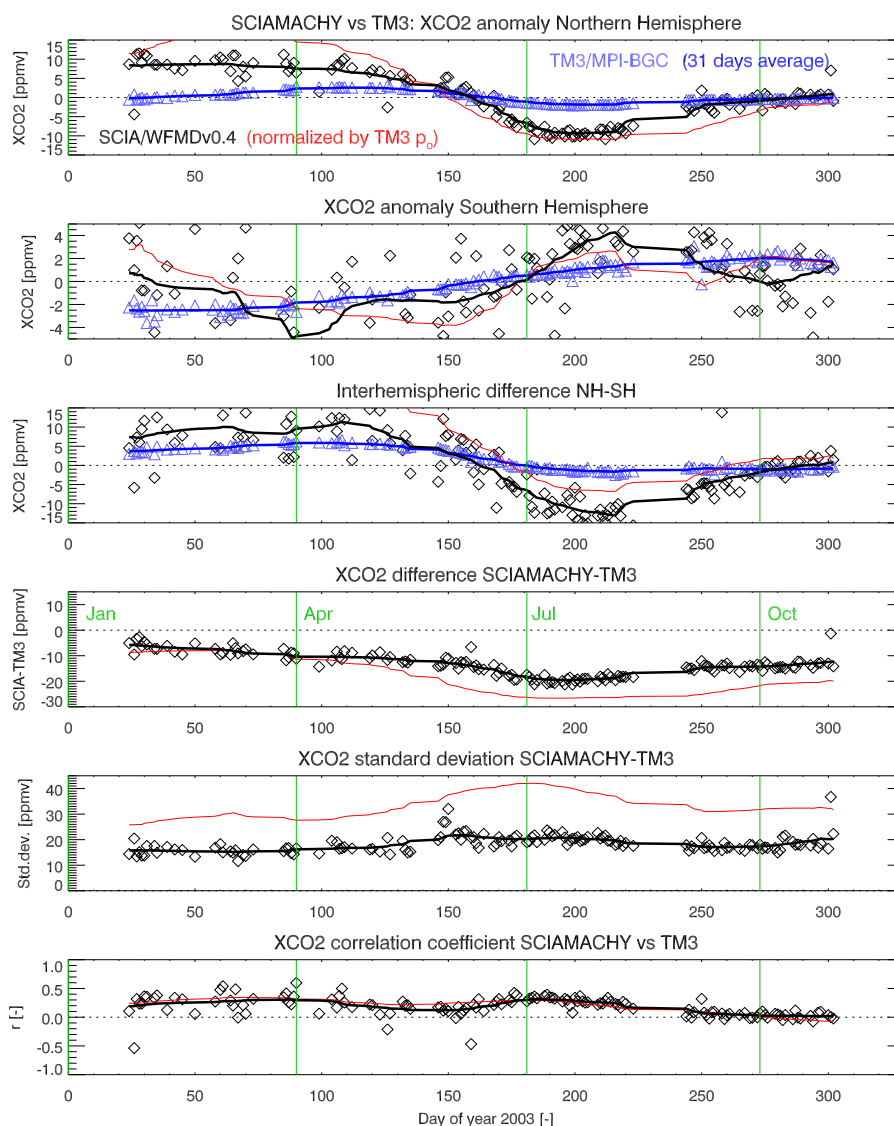 SCIAMACHY vs TM3: XCO2 anomaly Northern Hemisphere
XCO2 [ppmv]
15
10
5
0
-5
-10
15
TM3/MPI-BGC (31 days average)
SCIA/WFMDv0.4 (normalized by TM3 po)
0 50 100 150 200 250 300
XCO2 anomaly Southern Hemisphere
XCO2 [ppmv]
4
2
0
-2
-4
0 50 100 150 200 250 300
Interhemispheric difference NH-SH
XCO2 [ppmv]
15
10
5
0
-5
-10
-15
0 50 100 150 200 250 300
XCO2 difference SCIAMACHY-TM3
SCIA-TM3 [ppmv]
10
0
-10
-20
-30
Jan Apr Jul Oct
0 50 100 150 200 250 300
XCO2 standard deviation SCIAMACHY-TM3
Std.dev. [ppmv]
40
30
20
10
0
0 50 100 150 200 250 300
XCO2 correlation coefficient SCIAMACHY vs TM3
r [-]
1.0
0.5
0.0
-0.5
-1.0
0 50 100 150 200 250 300
Day of year 2003 [-]